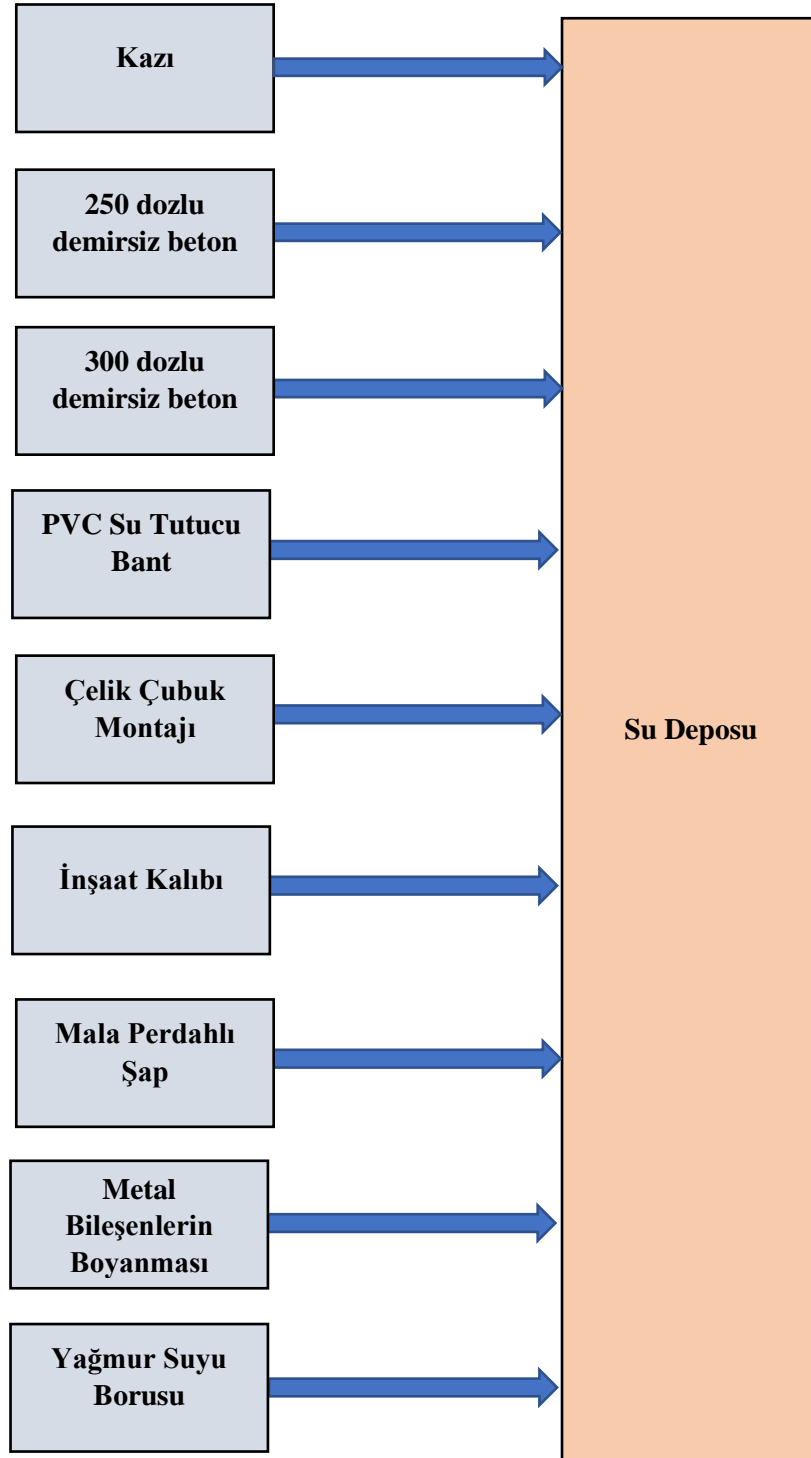 Kazı
250 dozlu
demirsiz beton
300 dozlu
demirsiz beton
PVC Su Tutucu
Bant
Çelik Çubuk
Montajı
Su Deposu
İnşaat Kalıbı
Mala Perdahlı
Şap
Metal
Bileşenlerin
Boyanması
Yağmur Suyu
Borusu